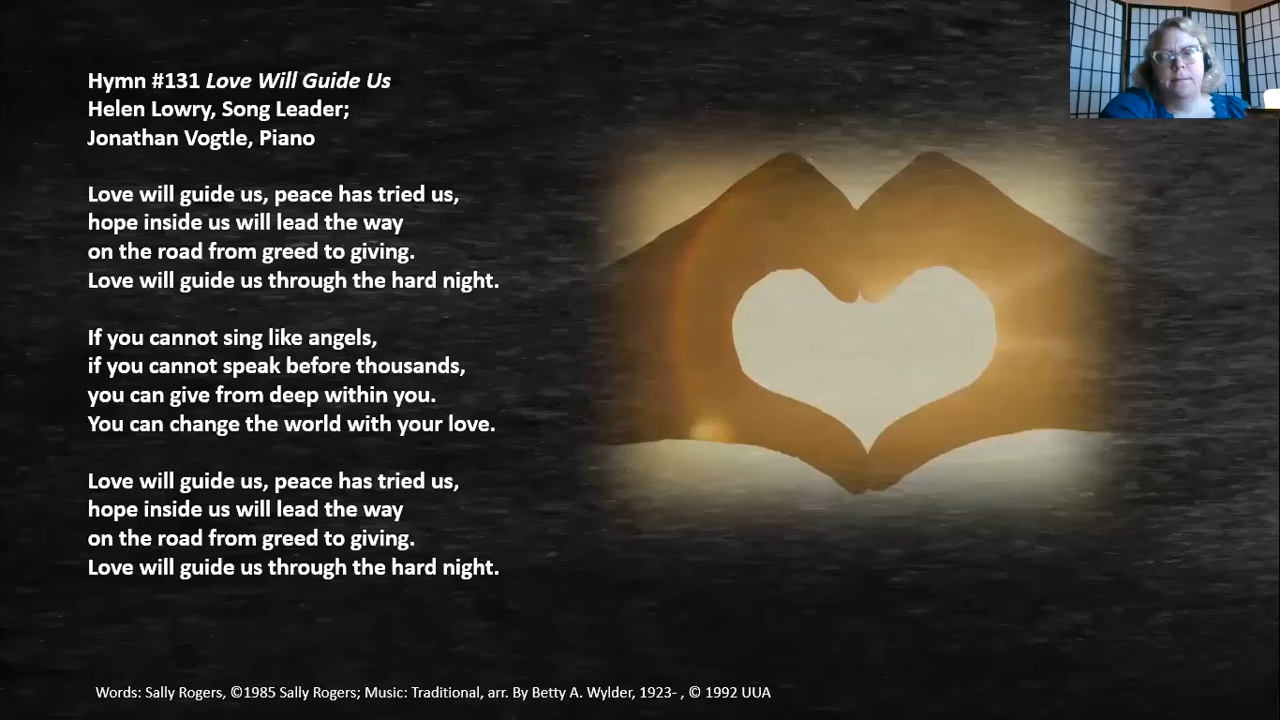 Hymn #131 Love Will Guide Us
Helen Lowry, Song Leader;
Jonathan Vogtle, Piano
Love will guide us, peace has tried us,
hope inside us will lead the way
on the road from greed to giving.
Love will guide us through the hard night.
If you cannot sing like angels,
if you cannot speak before thousands,
you can give from deep within you.
You can change the world with your love.
Love will guide us, peace has tried us,
hope inside us will lead the way
on the road from greed to giving.
Love will guide us through the hard night.
Words: Sally Rogers, ©1985 Sally Rogers; Music: Traditional, arr. By Betty A. Wylder, 1923- , © 1992 UUA